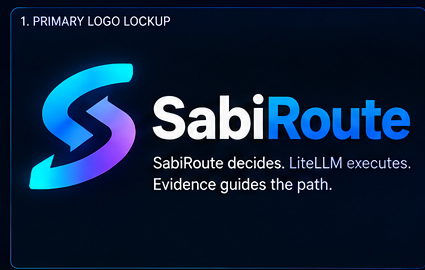 1. PRIMARY LOGO LOCKUP
SabiRoute
SabiRoute decides. LiteLLM executes.
Evidence guides the path.